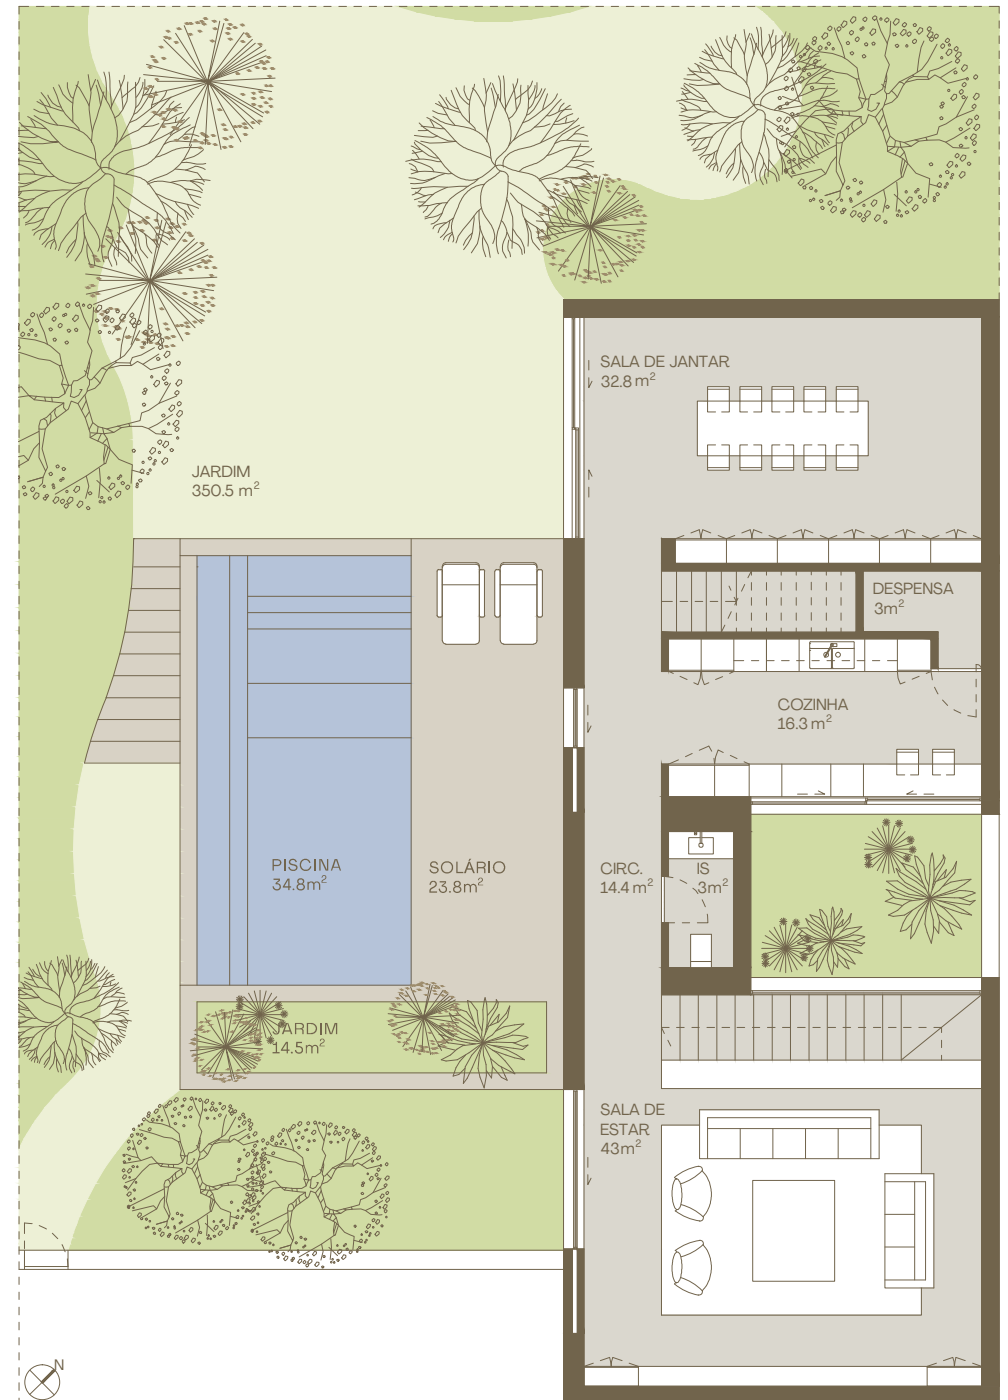 SALA DE JANTAR
32.8 m²
JARDIM
350.5 m²
DESPENSA
3m²
COZINHA
16.3 m²
PISCINA
34.8m²
SOLÁRIO
23.8m²
CIRC.
14.4 m²
IS
3m²
JARDIM
14.5m²
SALA DE
ESTAR
43m²
N